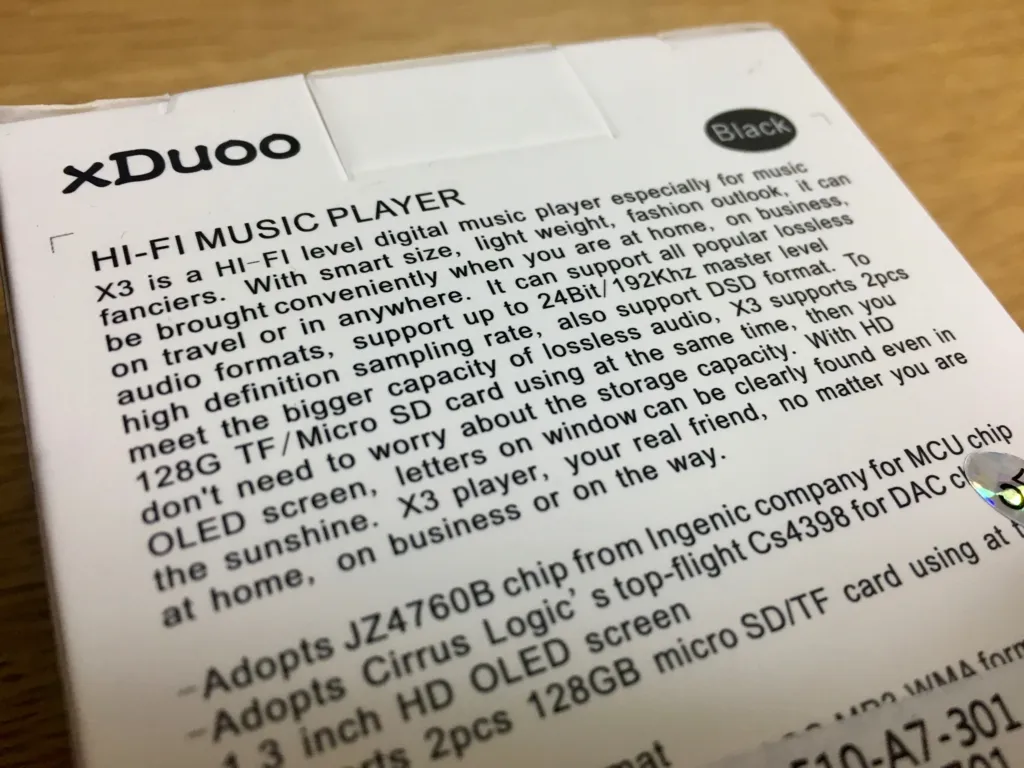 xDuoo
Black
HI-FI MUSIC PLAYER
X3 is a HI-FI level digital music player especially for music
fanciers. With smart size, light weight, fashion outlook, it can
be brought conveniently when you are at home, on business,
on travel or in anywhere. It can support all popular lossless
audio formats, support up to 24Bit/192Khz master level
high definition sampling rate, also support DSD format. To
meet the bigger capacity of lossless audio, X3 supports 2pcs
128G TF/Micro SD card using at the same time, then you
don't need to worry about the storage capacity. With HD
OLED screen, letters on window can be clearly found even in
the sunshine. X3 player, your real friend, no matter you are
at home, on business or on the way.
-Adopts JZ4760B chip from Ingenic company for MCU chip
-Adopts Cirrus Logic's top-flight Cs4398 for DAC
1.3 inch HD OLED screen
2pcs 128GB micro SD/TF card using at
MP3 WMA
510-A7-301